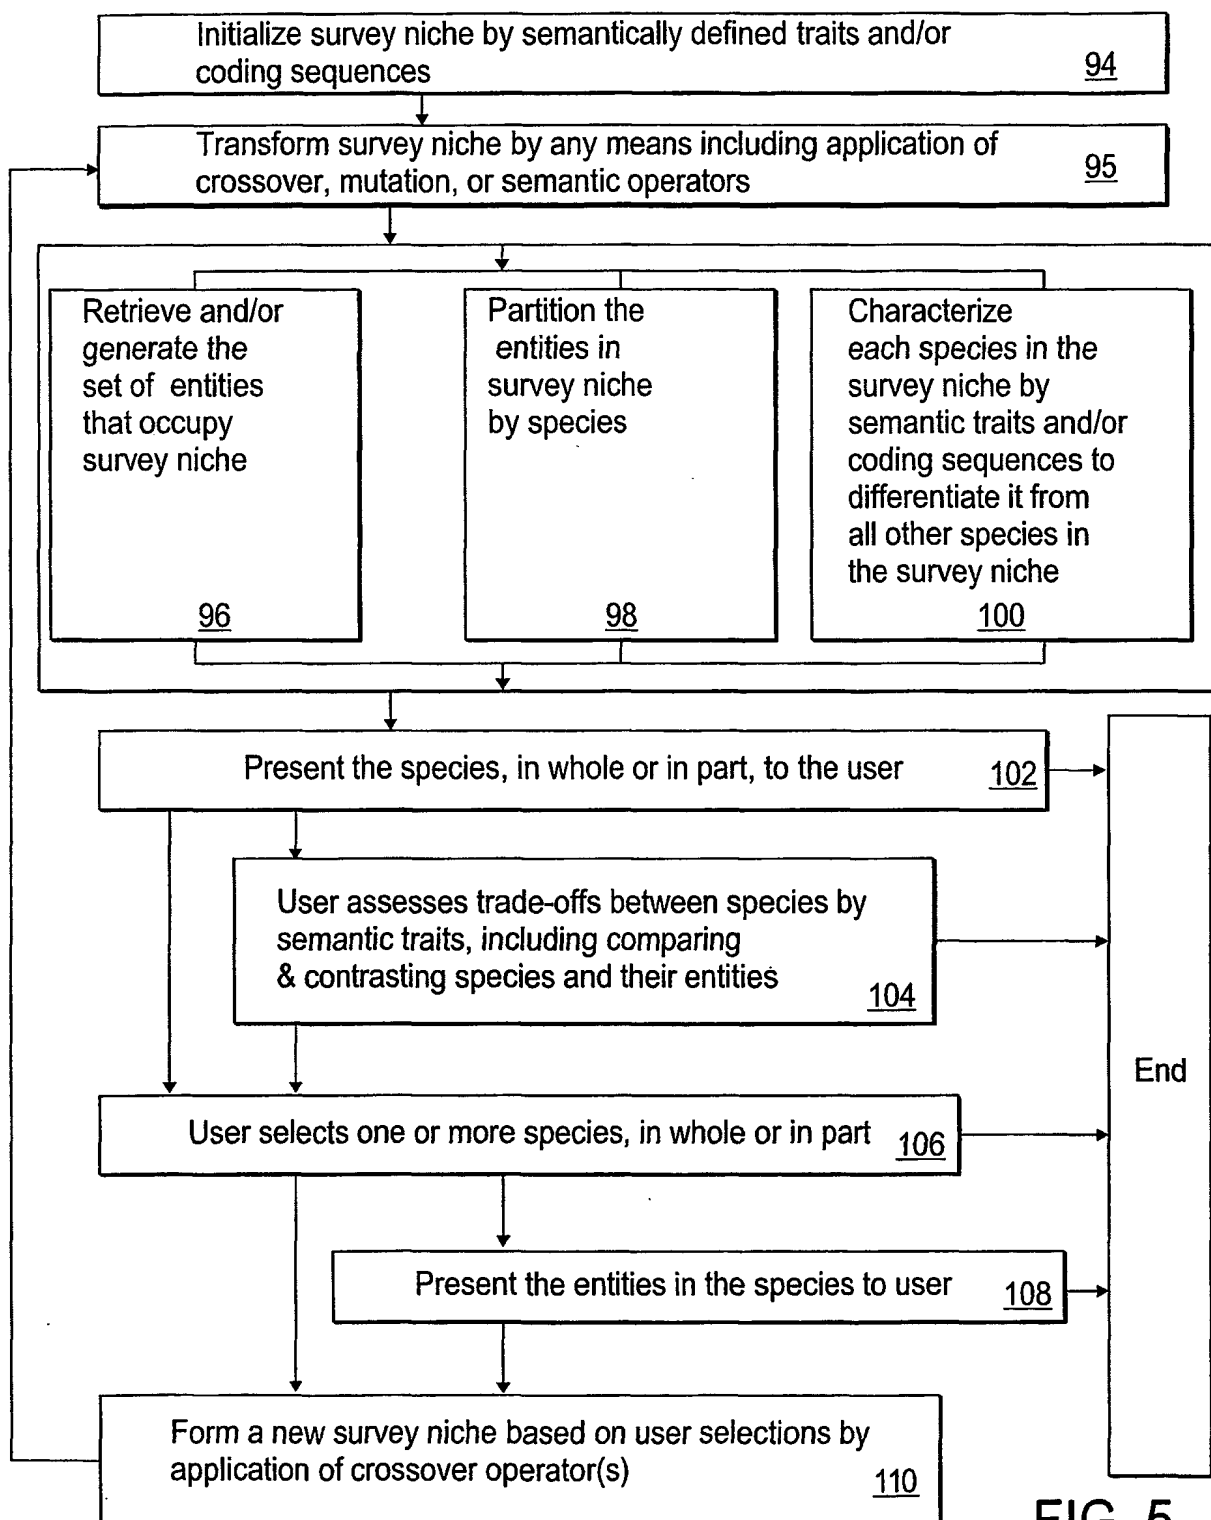 Initialize survey niche by semantically defined traits and/or
coding sequences
94
Transform survey niche by any means including application of
crossover, mutation, or semantic operators
95
Retrieve and/or
generate the
set of entities
that occupy
survey niche
96
Partition the
entities in
survey niche
by species
98
Characterize
each species in the
survey niche by
semantic traits and/or
coding sequences to
differentiate it from
all other species in
the survey niche
100
Present the species, in whole or in part, to the user
102
User assesses trade-offs between species by
semantic traits, including comparing
& contrasting species and their entities
104
End
User selects one or more species, in whole or in part
106
Present the entities in the species to user
108
Form a new survey niche based on user selections by
application of crossover operator(s)
110
FIG. 5